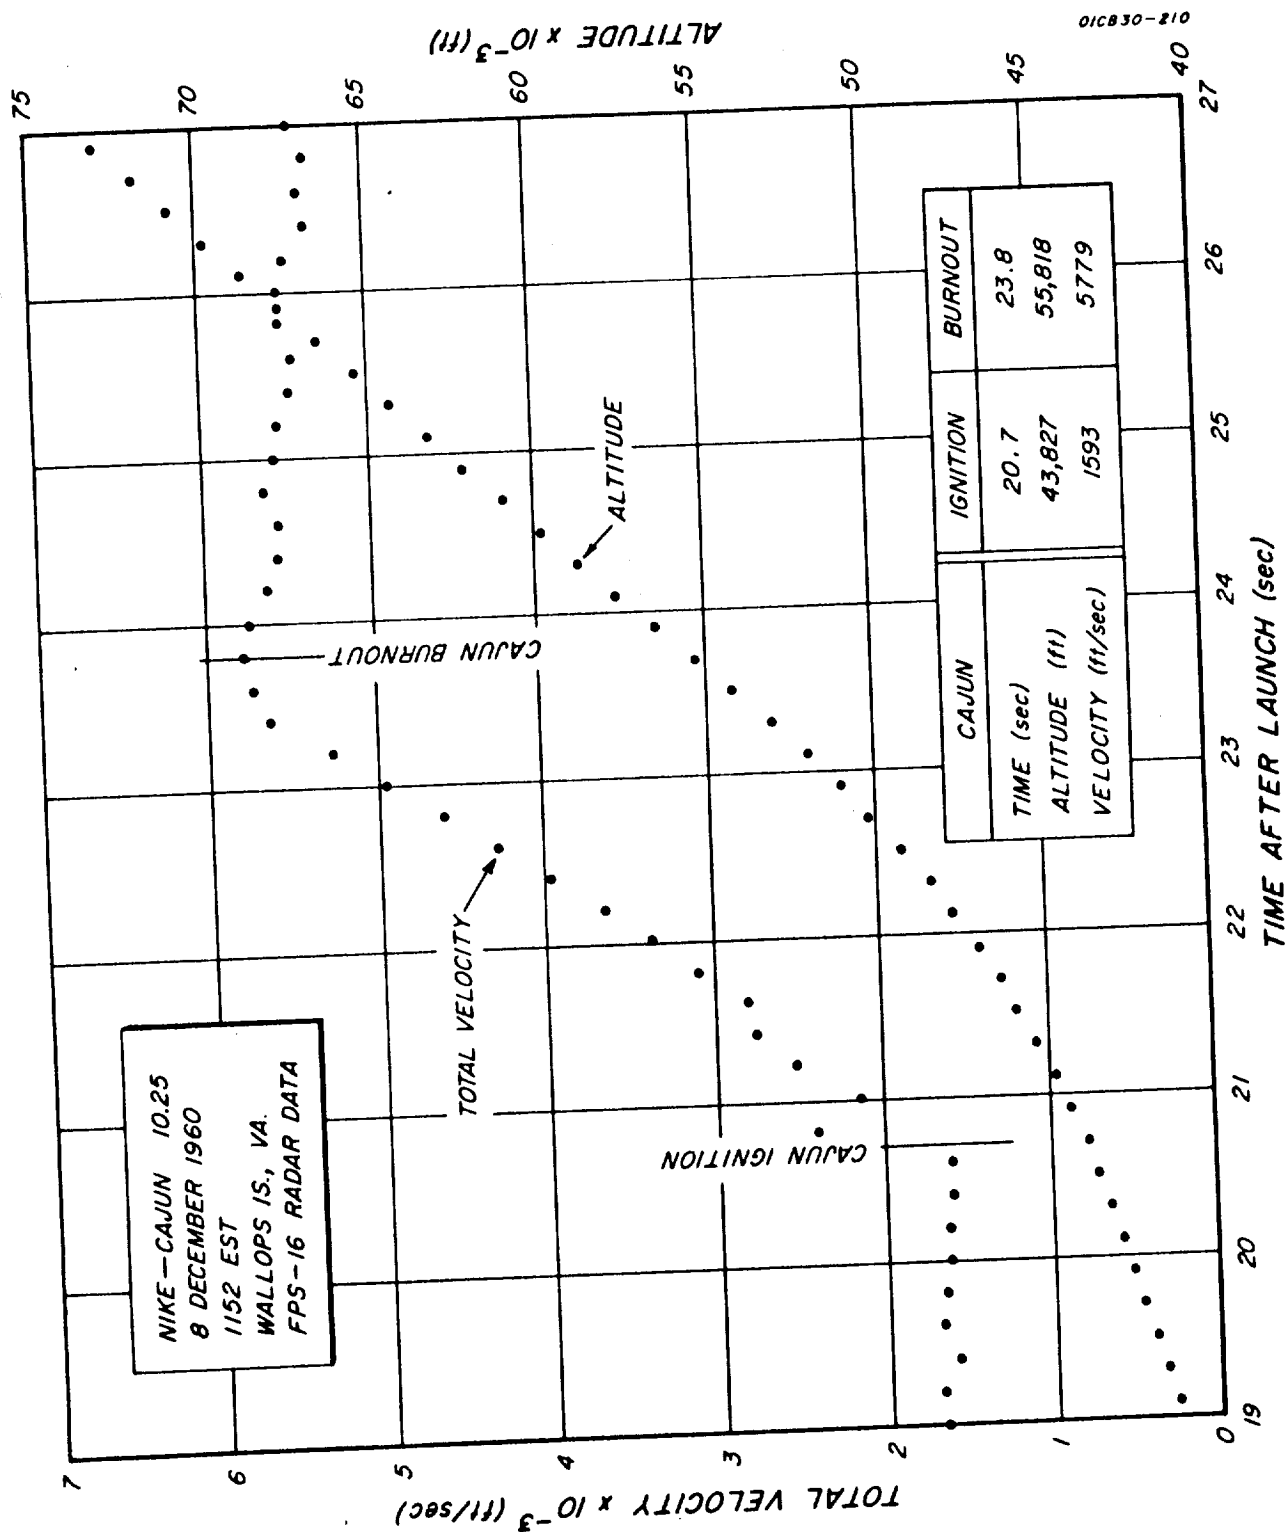 01CB30-210
NIKE—CAJUN 10.25
8 DECEMBER 1960
1152 EST
WALLOPS IS., VA.
FPS-16 RADAR DATA
TOTAL VELOCITY x 10⁻³ (ft/sec)
7
6
5
4
3
2
1
0
TOTAL VELOCITY
CAJUN BURNOUT
CAJUN IGNITION
ALTITUDE
CAJUN IGNITION BURNOUT
TIME (sec) 20.7 23.8
ALTITUDE (ft) 43,827 55,818
VELOCITY (ft/sec) 1593 5779
ALTITUDE x 10⁻³ (ft)
75
70
65
60
55
50
45
40
19 20 21 22 23 24 25 26 27
TIME AFTER LAUNCH (sec)